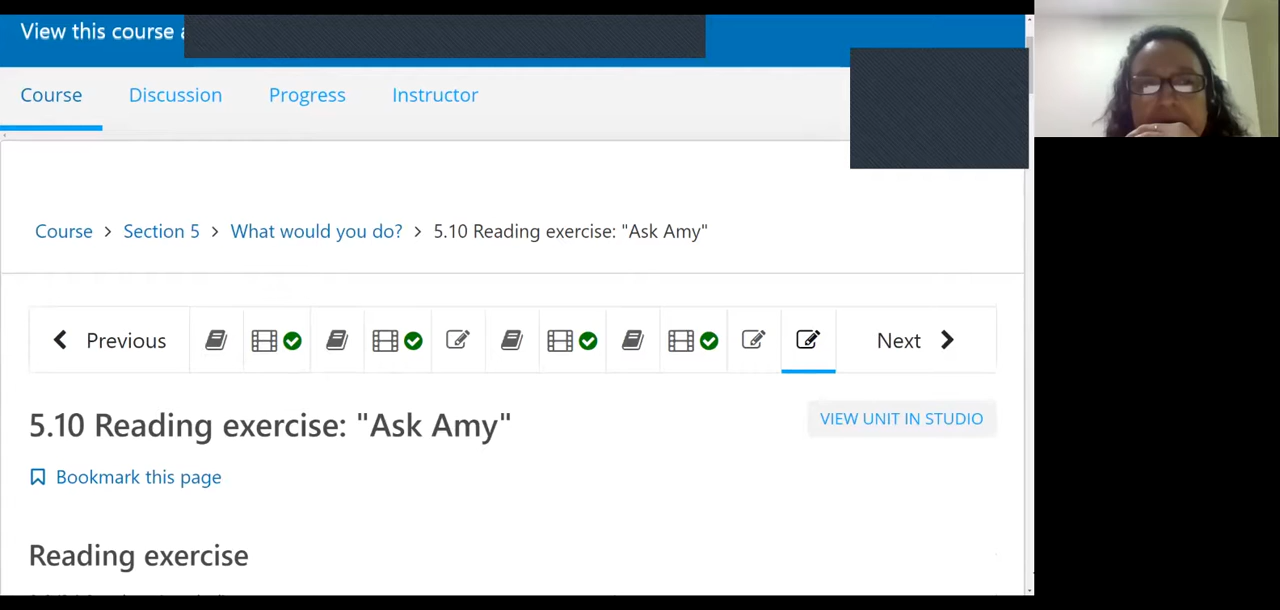 View this course
Course Discussion Progress Instructor
Course > Section 5 > What would you do? > 5.10 Reading exercise: "Ask Amy"
Previous Next
5.10 Reading exercise: "Ask Amy"
VIEW UNIT IN STUDIO
Bookmark this page
Reading exercise